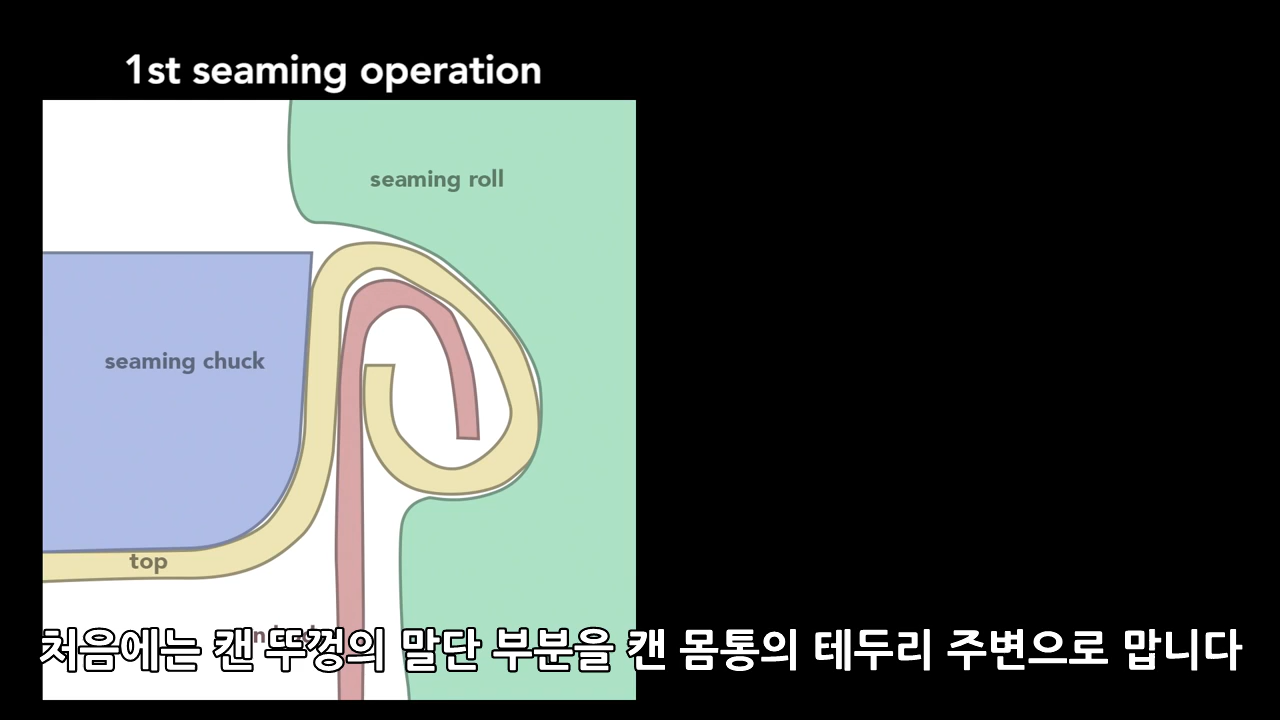 1st seaming operation
seaming roll
seaming chuck
top
처음에는 캔 뚜껑의 말단 부분을 캔 몸통의 테두리 주변으로 맙니다